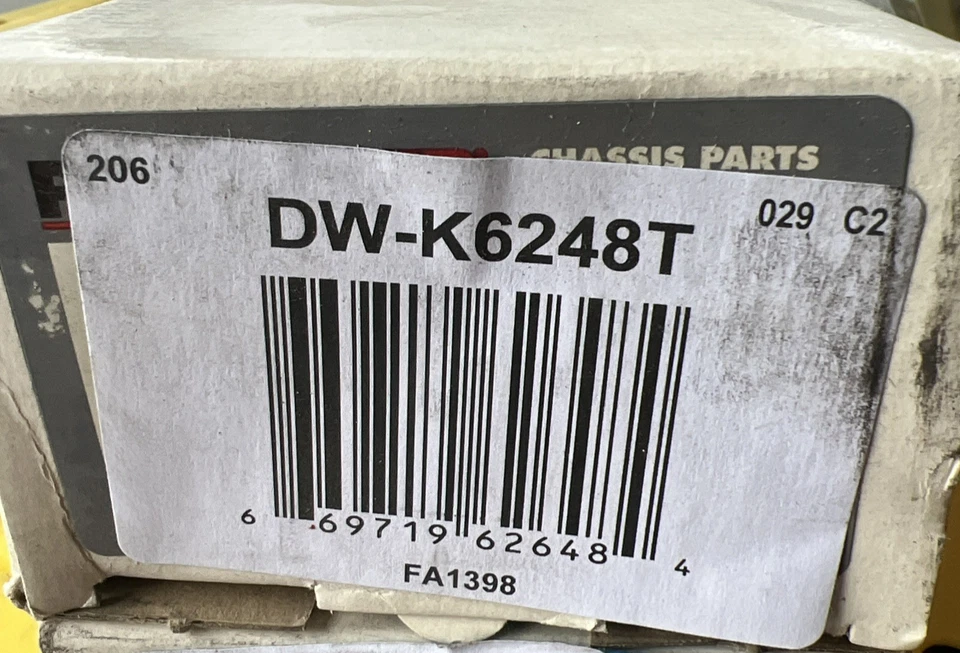 CHASSIS PARTS
206
029 C2
DW-K6248T
6 69719 62648 4
FA1398